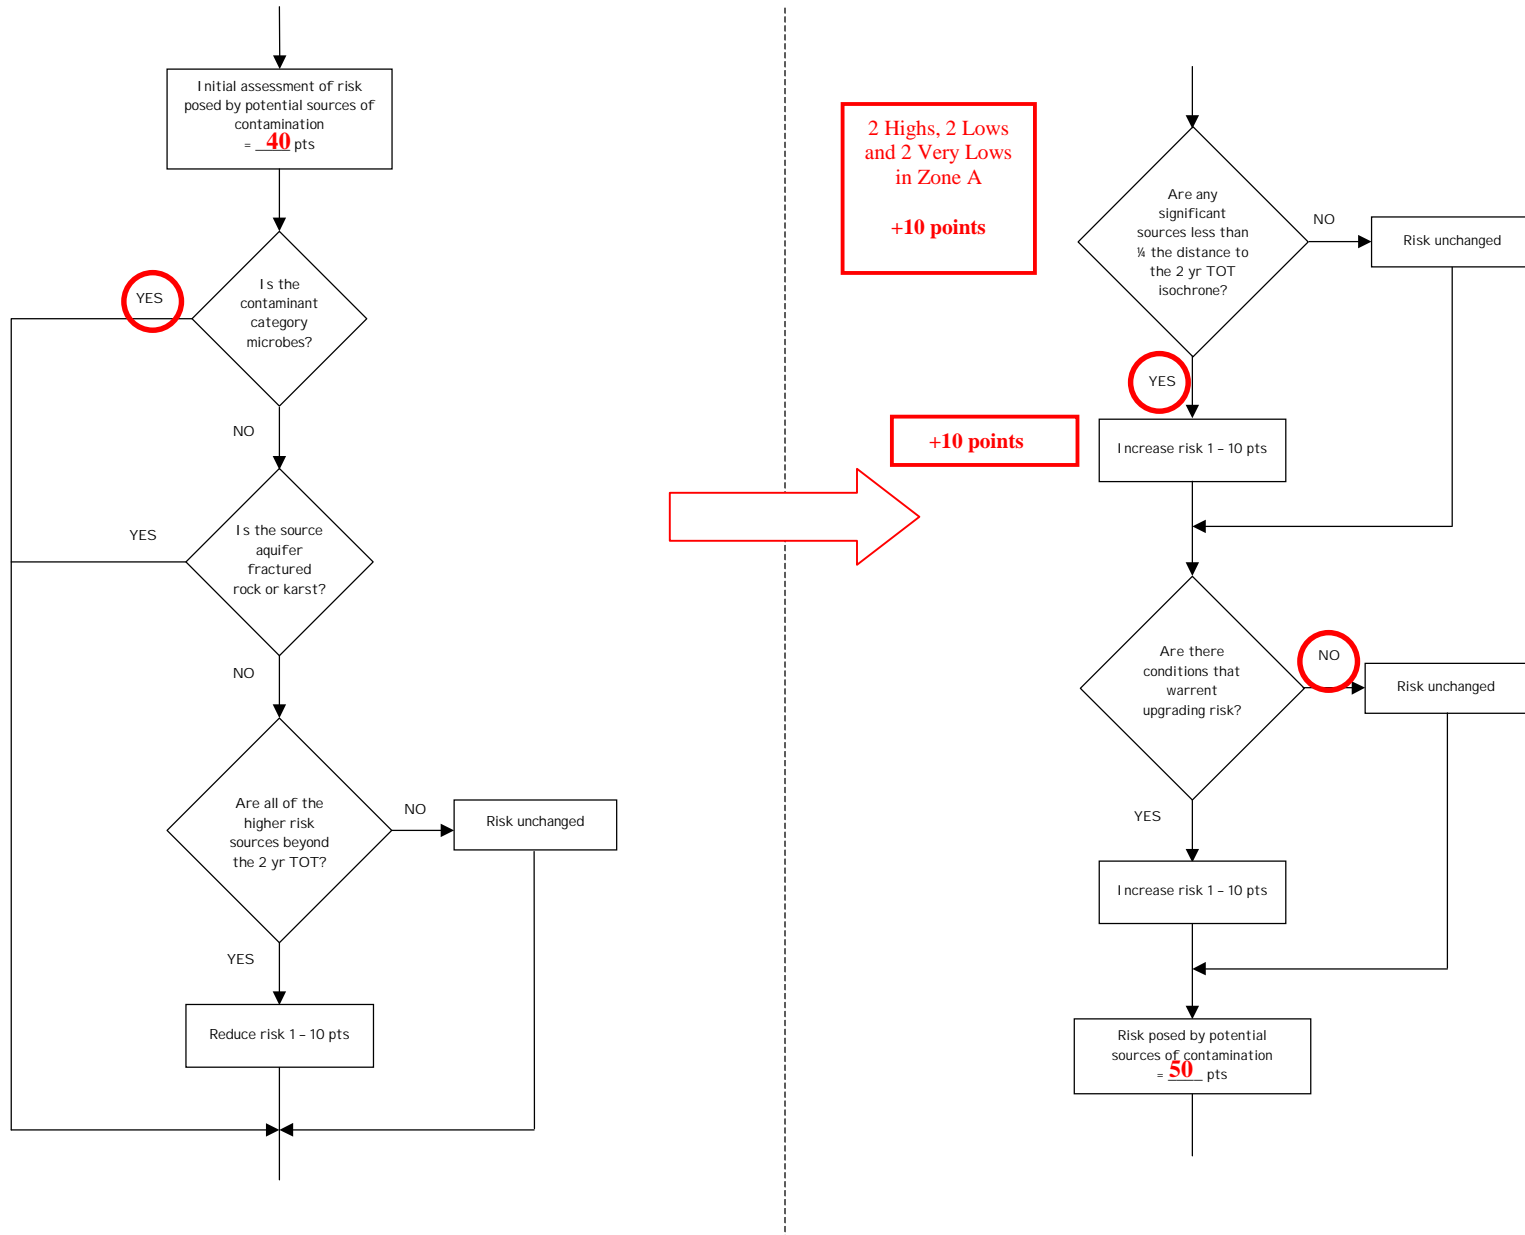 Initial assessment of risk
posed by potential sources of
contamination
= _40_ pts
Is the
contaminant
category
microbes?
YES
NO
Is the source
aquifer
fractured
rock or karst?
YES
NO
Are all of the
higher risk
sources beyond
the 2 yr TOT?
NO
Risk unchanged
YES
Reduce risk 1 – 10 pts
2 Highs, 2 Lows
and 2 Very Lows
in Zone A
+10 points
Are any
significant
sources less than
¼ the distance to
the 2 yr TOT
isochrone?
NO
Risk unchanged
YES
+10 points
Increase risk 1 – 10 pts
Are there
conditions that
warrent
upgrading risk?
NO
Risk unchanged
YES
Increase risk 1 – 10 pts
Risk posed by potential
sources of contamination
= _50_ pts